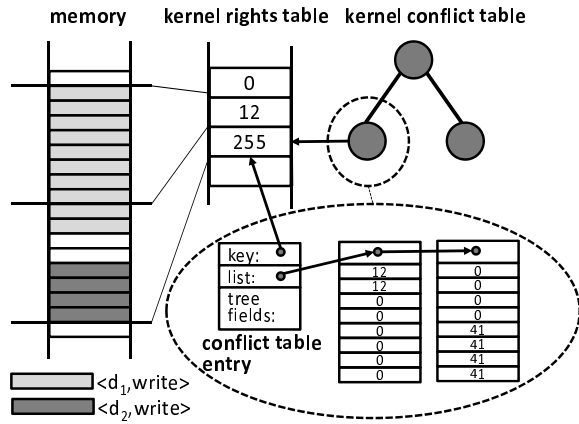 memory
kernel rights table
kernel conflict table
0
12
255
key:
list:
tree
fields:
conflict table
entry
12
12
0
0
0
0
0
0
0
0
0
0
41
41
41
41
<d1,write>
<d2,write>